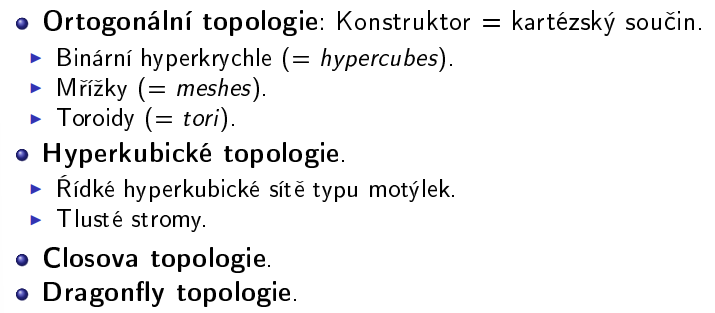 Ortogonální topologie: Konstruktor = kartézský součin.
Binární hyperkrychle (= hypercubes).
Mřížky (= meshes).
Toroidy (= tori).
Hyperkubické topologie.
Řídké hyperkubické sítě typu motýlek.
Tlusté stromy.
Closova topologie.
Dragonfly topologie.